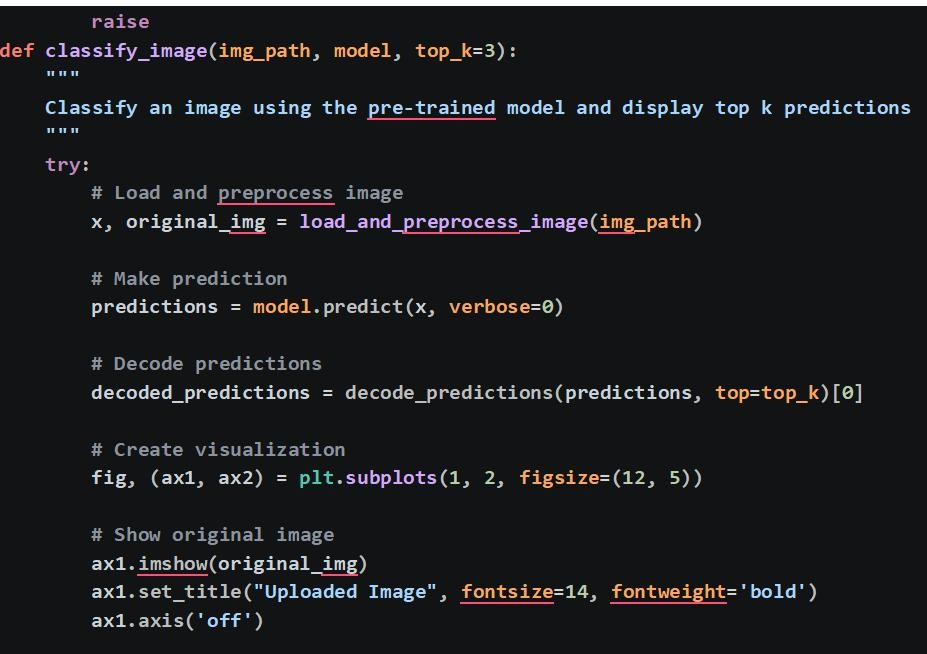 raise
def classify_image(img_path, model, top_k=3):
"""
Classify an image using the pre-trained model and display top k predictions
"""
try:
# Load and preprocess image
x, original_img = load_and_preprocess_image(img_path)
# Make prediction
predictions = model.predict(x, verbose=0)
# Decode predictions
decoded_predictions = decode_predictions(predictions, top=top_k)[0]
# Create visualization
fig, (ax1, ax2) = plt.subplots(1, 2, figsize=(12, 5))
# Show original image
ax1.imshow(original_img)
ax1.set_title("Uploaded Image", fontsize=14, fontweight='bold')
ax1.axis('off')